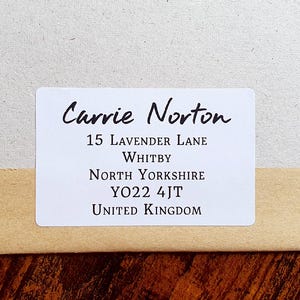 Carrie Norton
15 Lavender Lane
Whitby
North Yorkshire
YO22 4JT
United Kingdom